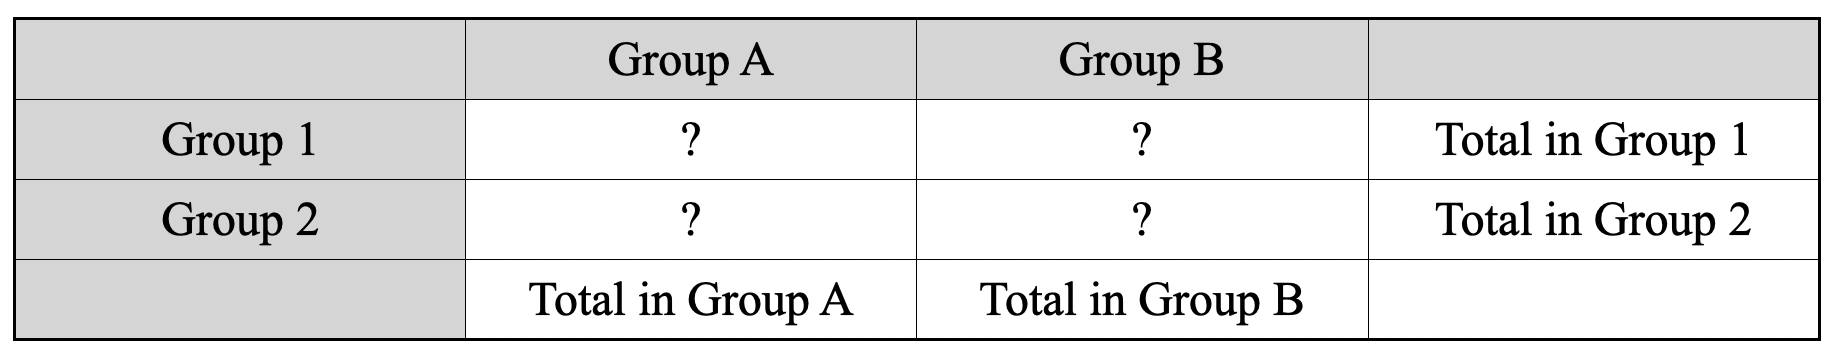 Group A Group B
Group 1 ? ? Total in Group 1
Group 2 ? ? Total in Group 2
Total in Group A Total in Group B